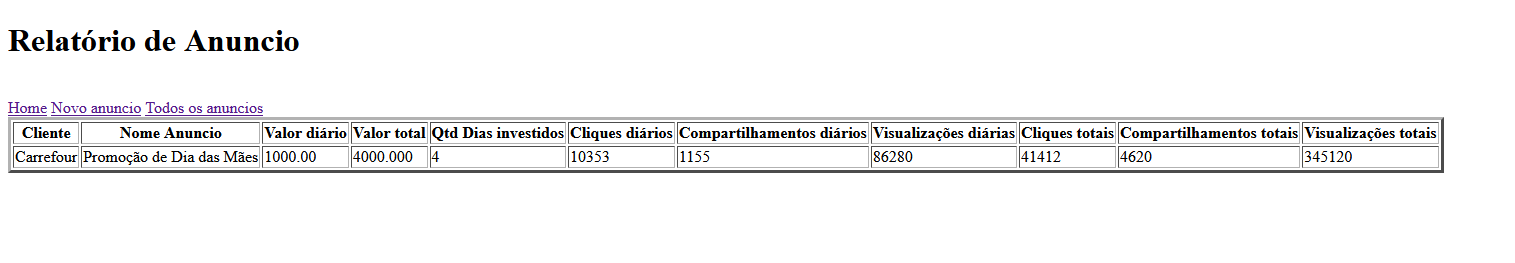 Relatório de Anuncio
Home Novo anuncio Todos os anuncios
Cliente Nome Anuncio Valor diário Valor total Qtd Dias investidos Cliques diários Compartilhamentos diários Visualizações diárias Cliques totais Compartilhamentos totais Visualizações totais
Carrefour Promoção de Dia das Mães 1000.00 4000.000 4 10353 1155 86280 41412 4620 345120